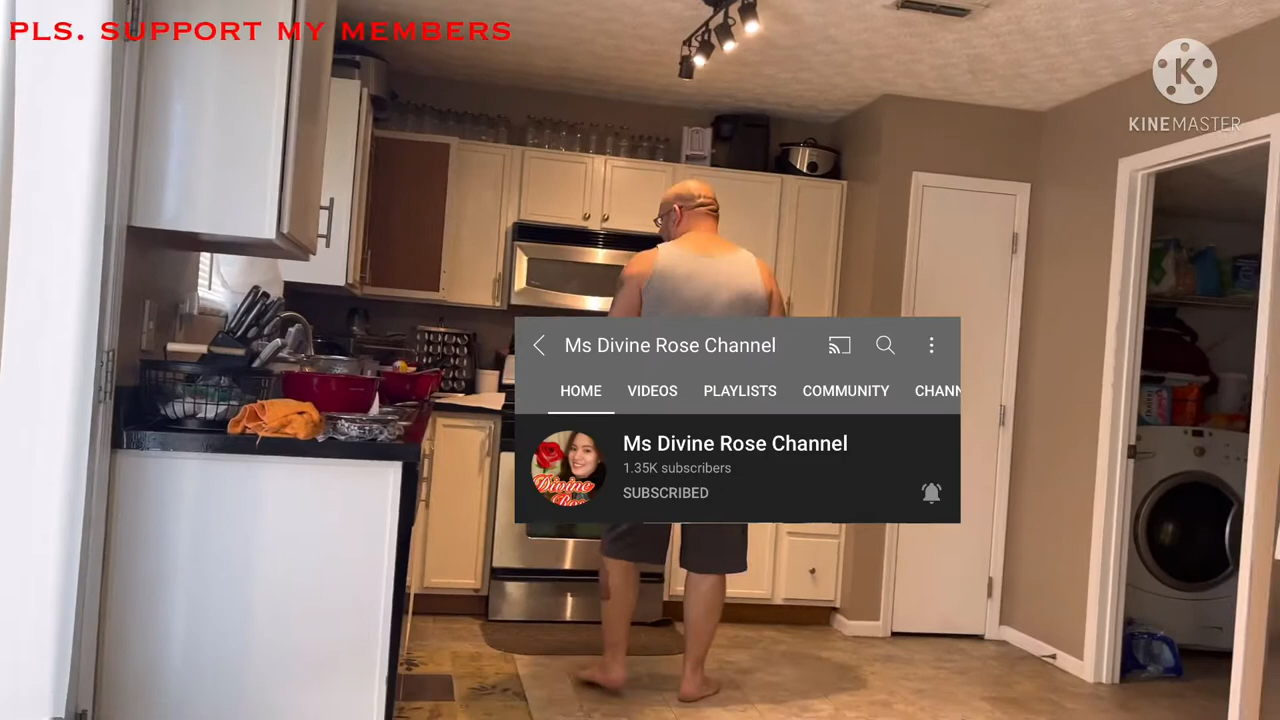 PLS. SUPPORT MY MEMBERS
KINEMASTER
Ms Divine Rose Channel
HOME VIDEOS PLAYLISTS COMMUNITY CHANN
Ms Divine Rose Channel
1.35K subscribers
SUBSCRIBED
Divine